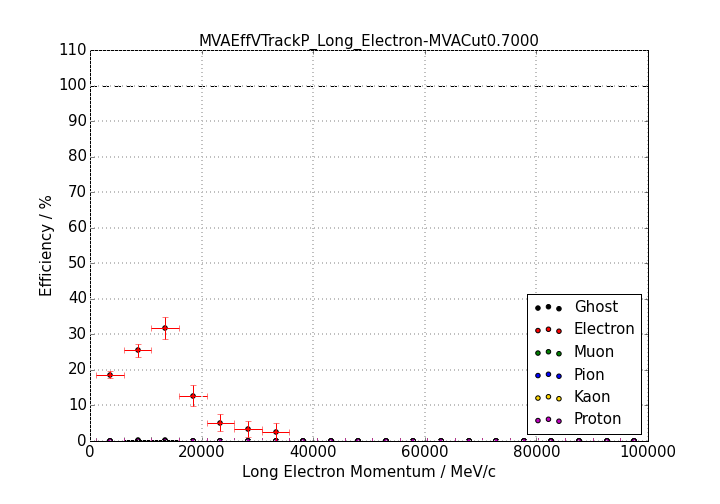 MVAEffVTrackP_Long_Electron-MVACut0.7000
110
100
90
80
70
60
50
40
30
20
10
0
Efficiency / %
Ghost
Electron
Muon
Pion
Kaon
Proton
0 20000 40000 60000 80000 100000
Long Electron Momentum / MeV/c